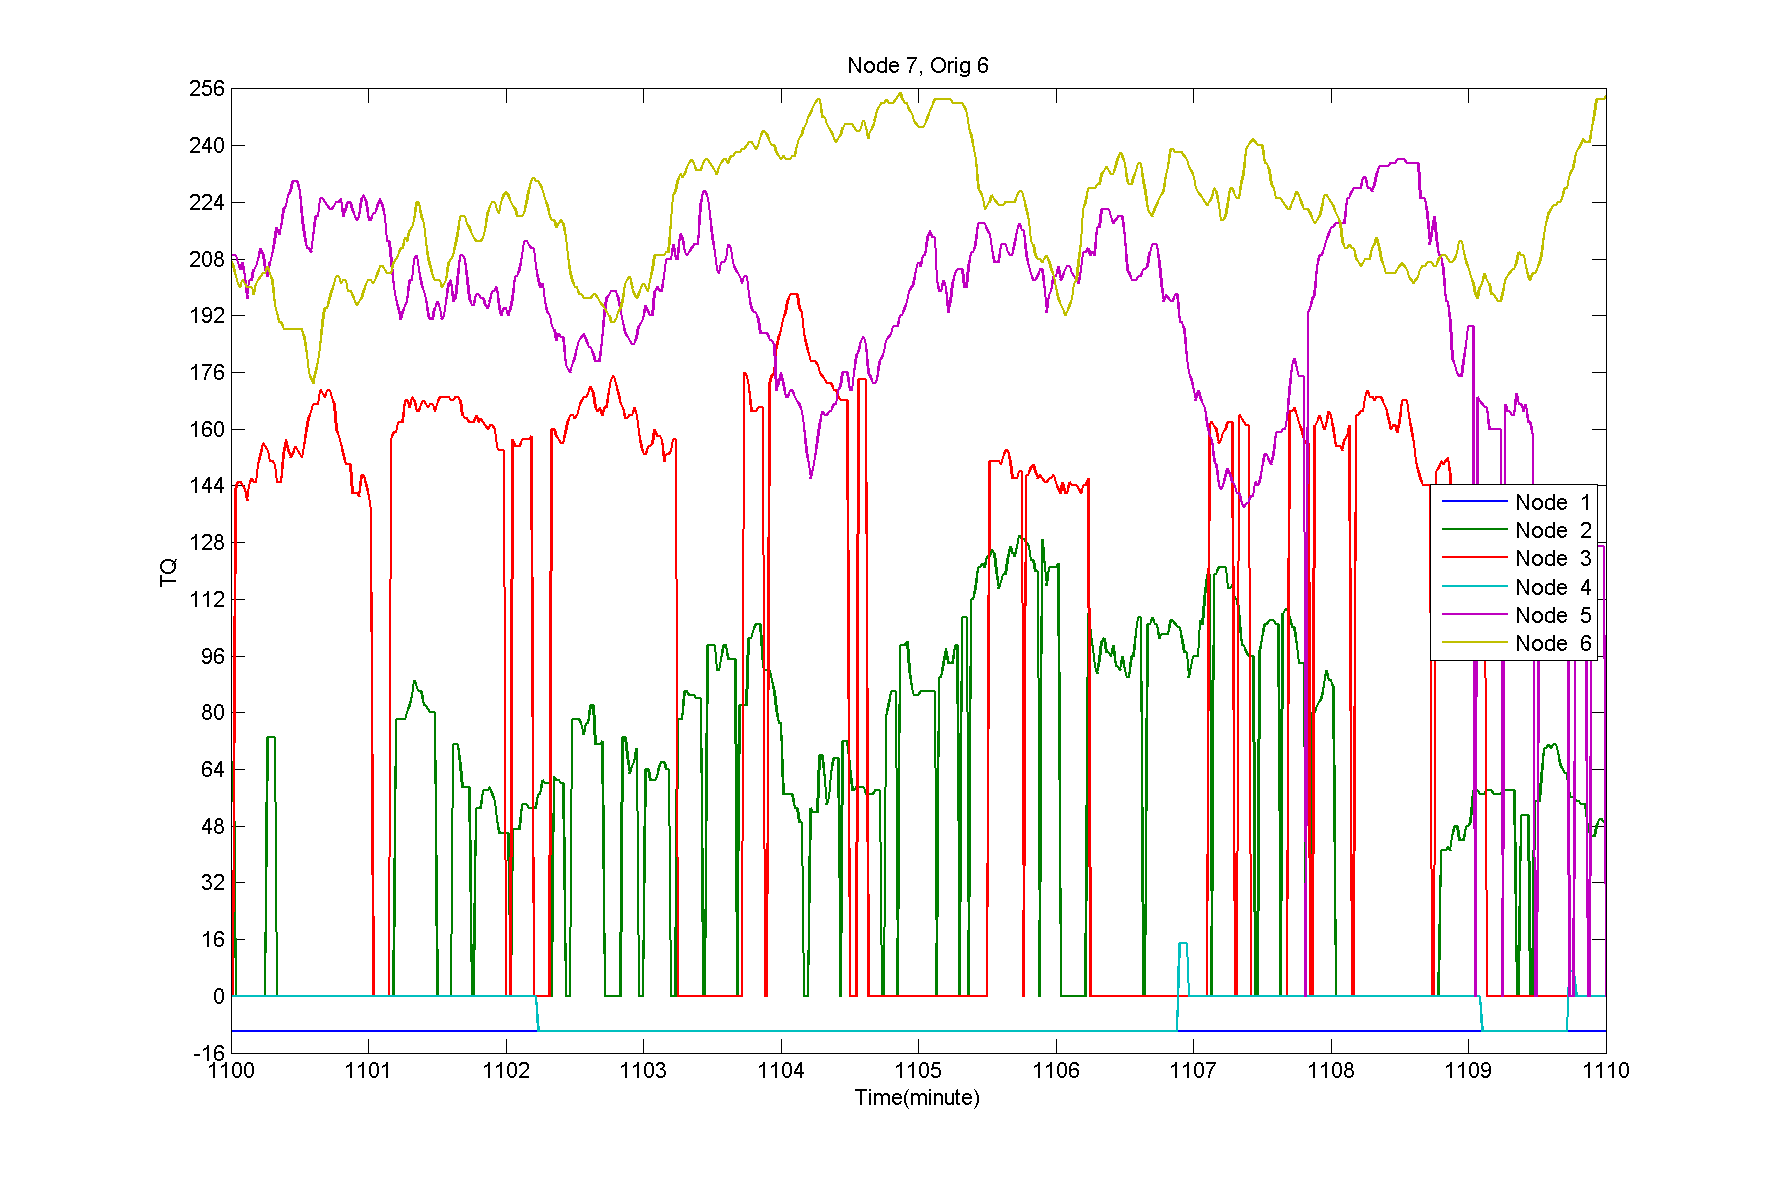 Node 7, Orig 6
256
240
224
208
192
176
160
144
128
112
96
80
64
48
32
16
0
-16
TQ
Node 1
Node 2
Node 3
Node 4
Node 5
Node 6
1100 1101 1102 1103 1104 1105 1106 1107 1108 1109 1110
Time(minute)